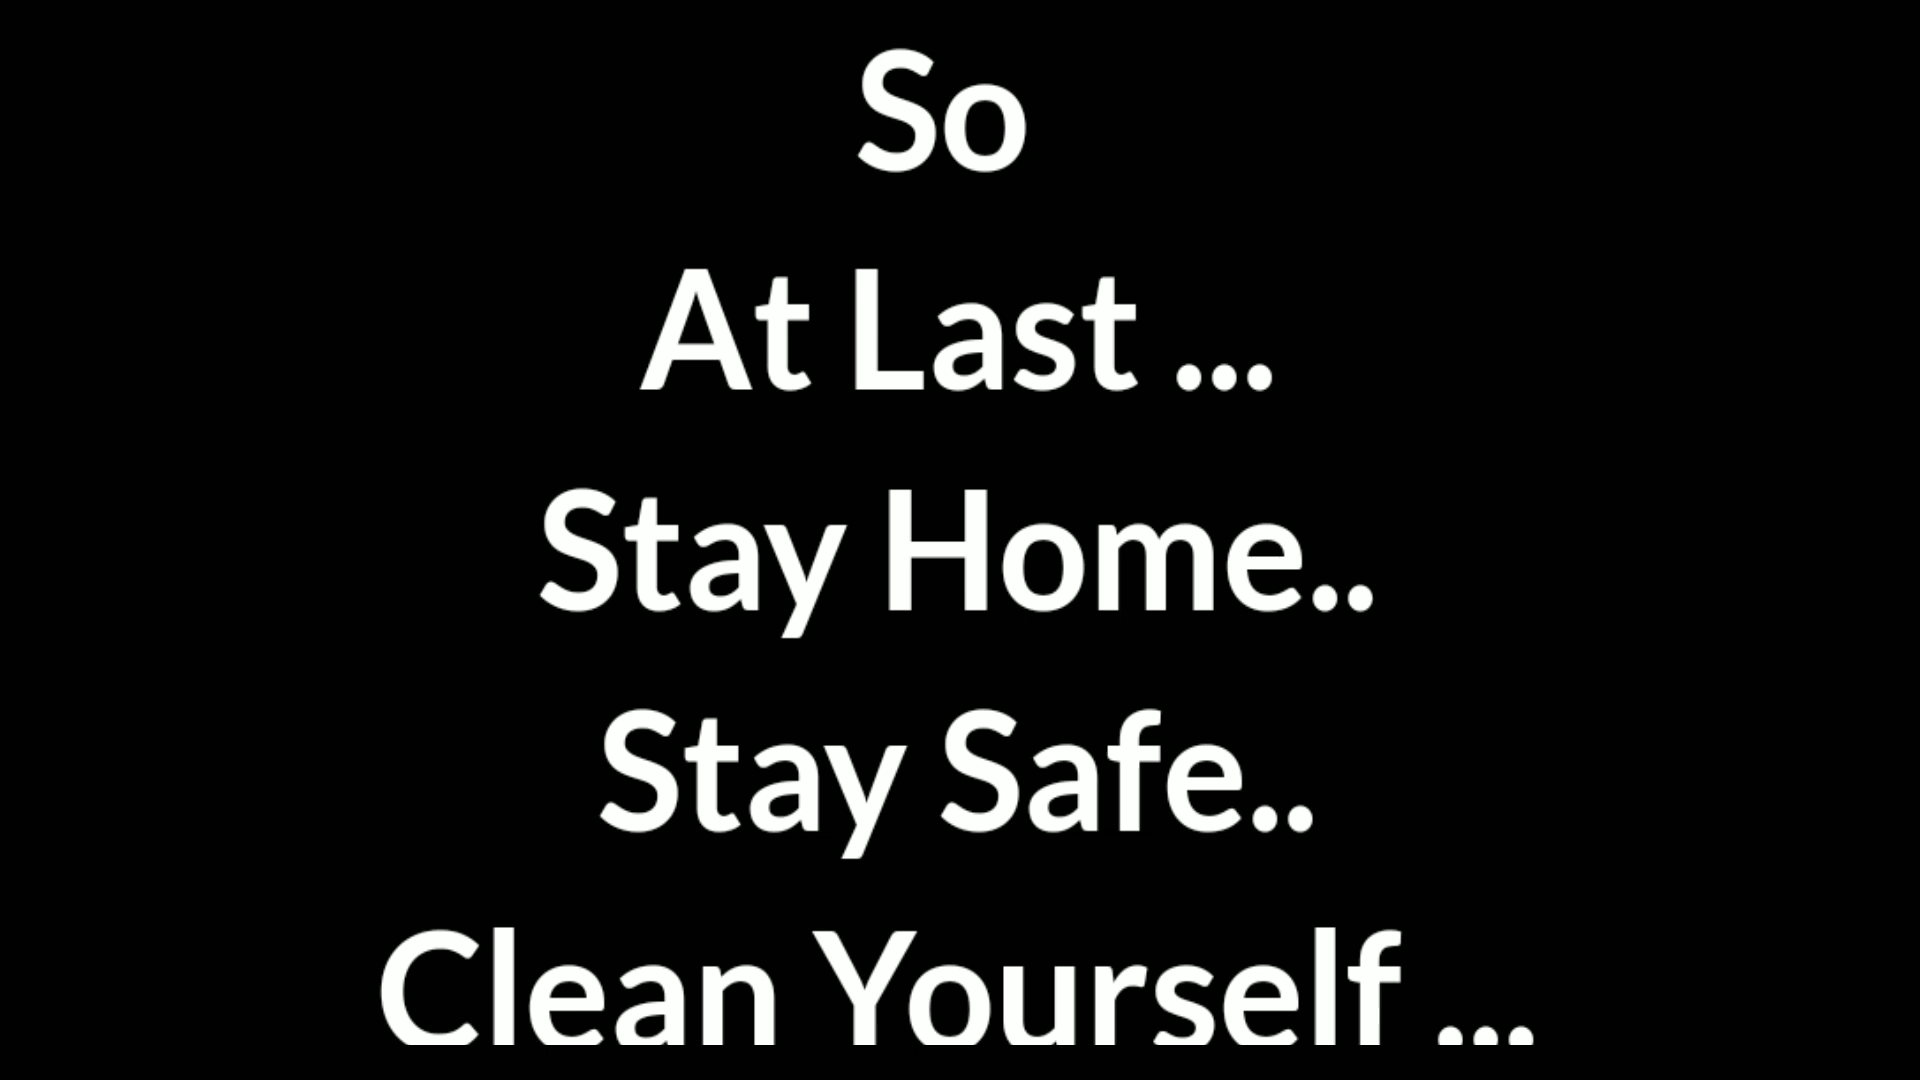 So
At Last ...
Stay Home..
Stay Safe..
Clean Yourself ...